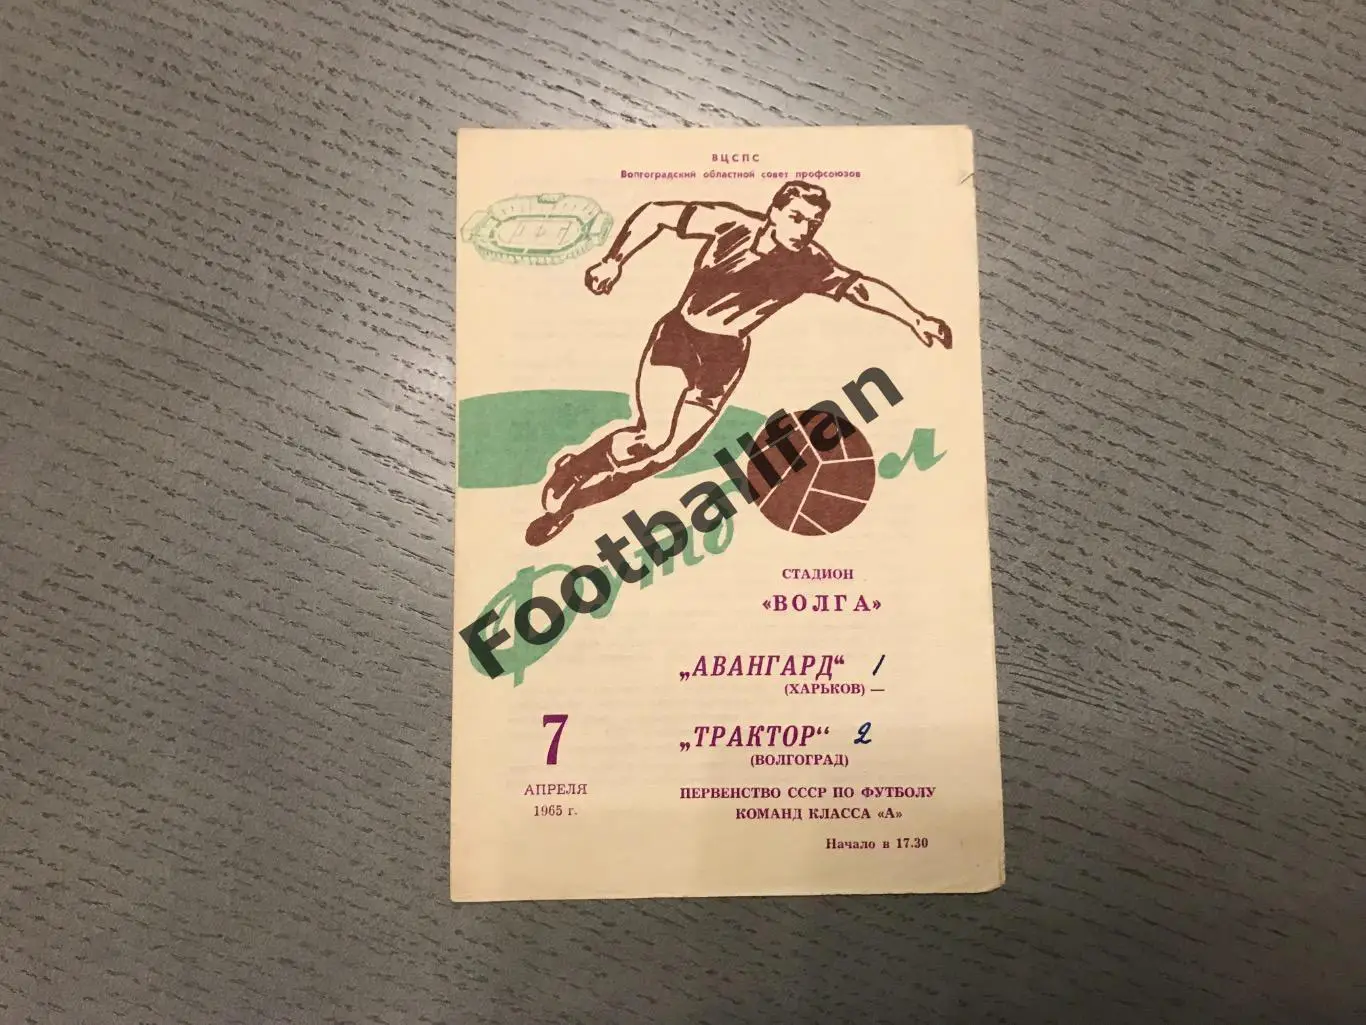 ВЦСПС
Волгоградский областной совет профсоюзов
Футбол
Footballfan
СТАДИОН
«ВОЛГА»
„АВАНГАРД“ 1
(ХАРЬКОВ) —
„ТРАКТОР“ 2
(ВОЛГОГРАД)
7
АПРЕЛЯ
1965 г.
ПЕРВЕНСТВО СССР ПО ФУТБОЛУ
КОМАНД КЛАССА «А»
Начало в 17.30